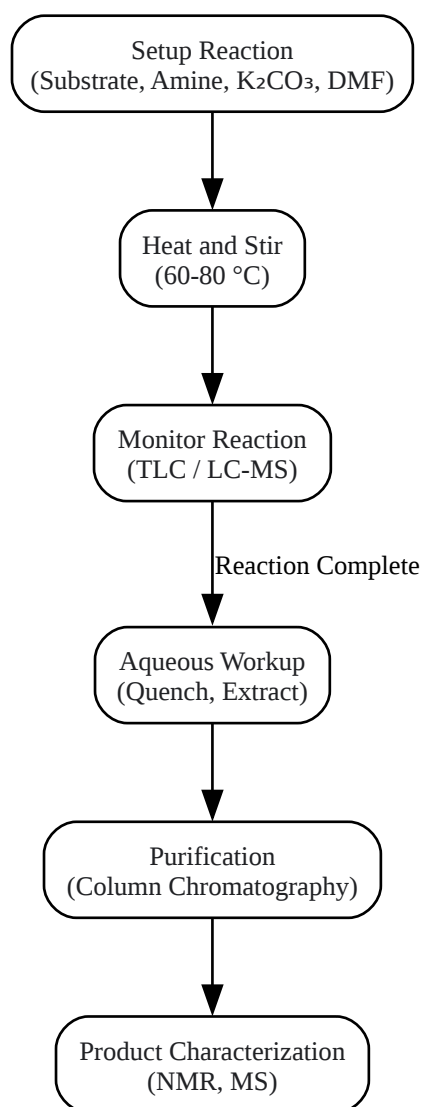 Setup Reaction
(Substrate, Amine, K₂CO₃, DMF)
Heat and Stir
(60-80 °C)
Monitor Reaction
(TLC / LC-MS)
Reaction Complete
Aqueous Workup
(Quench, Extract)
Purification
(Column Chromatography)
Product Characterization
(NMR, MS)